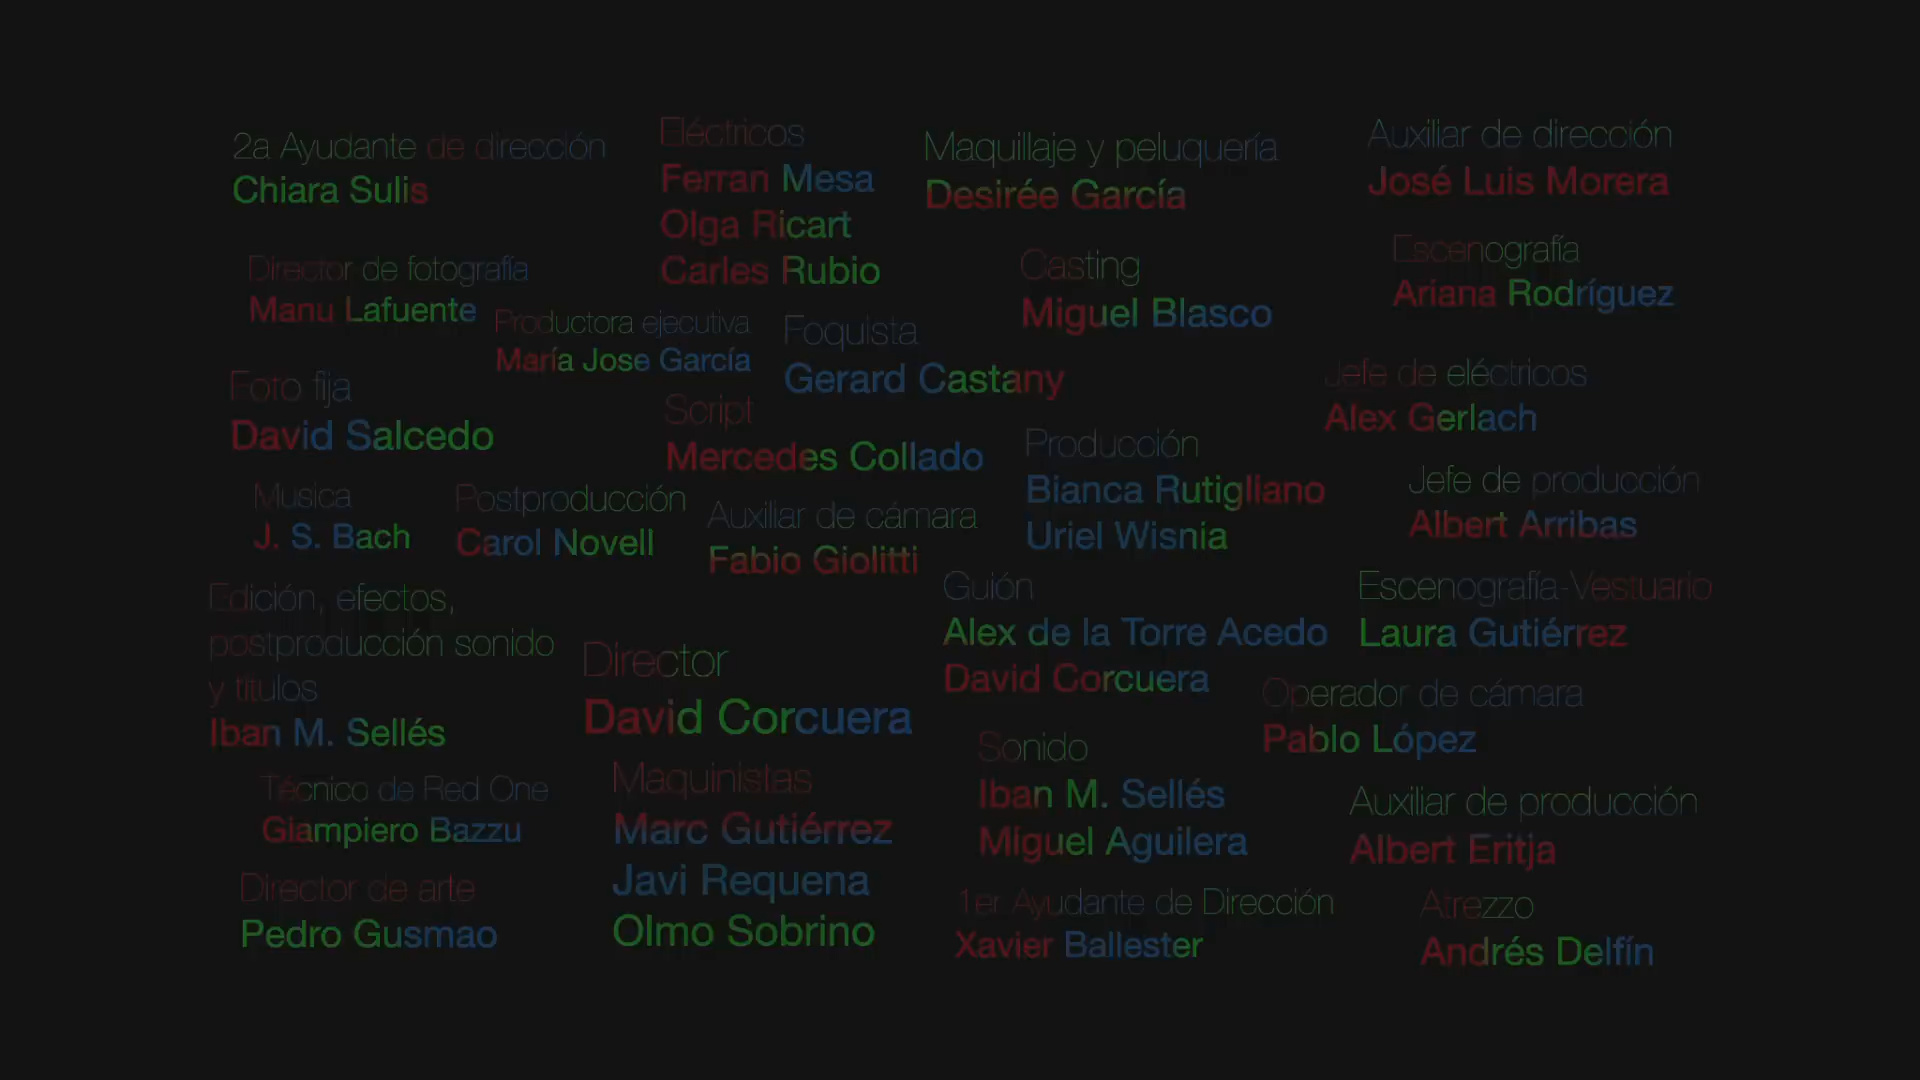 2a Ayudante de dirección
Chiara Sulis
Eléctricos
Ferran Mesa
Olga Ricart
Carles Rubio
Maquillaje y peluquería
Desirée García
Auxiliar de dirección
José Luis Morera
Director de fotografía
Manu Lafuente
Productora ejecutiva
María Jose García
Foquista
Gerard Castany
Casting
Miguel Blasco
Escenografía
Ariana Rodríguez
Foto fija
David Salcedo
Script
Mercedes Collado
Producción
Bianca Rutigliano
Uriel Wisnia
Jefe de eléctricos
Alex Gerlach
Musica
J. S. Bach
Postproducción
Carol Novell
Auxiliar de cámara
Fabio Giolitti
Jefe de producción
Albert Arribas
Edición, efectos,
postproducción sonido
y títulos
Iban M. Sellés
Director
David Corcuera
Guión
Alex de la Torre Acedo
David Corcuera
Escenografía-Vestuario
Laura Gutiérrez
Operador de cámara
Pablo López
Técnico de Red One
Giampiero Bazzu
Maquinistas
Marc Gutiérrez
Javi Requena
Olmo Sobrino
Sonido
Iban M. Sellés
Miguel Aguilera
Auxiliar de producción
Albert Eritja
Director de arte
Pedro Gusmao
1er Ayudante de Dirección
Xavier Ballester
Atrezzo
Andrés Delfín